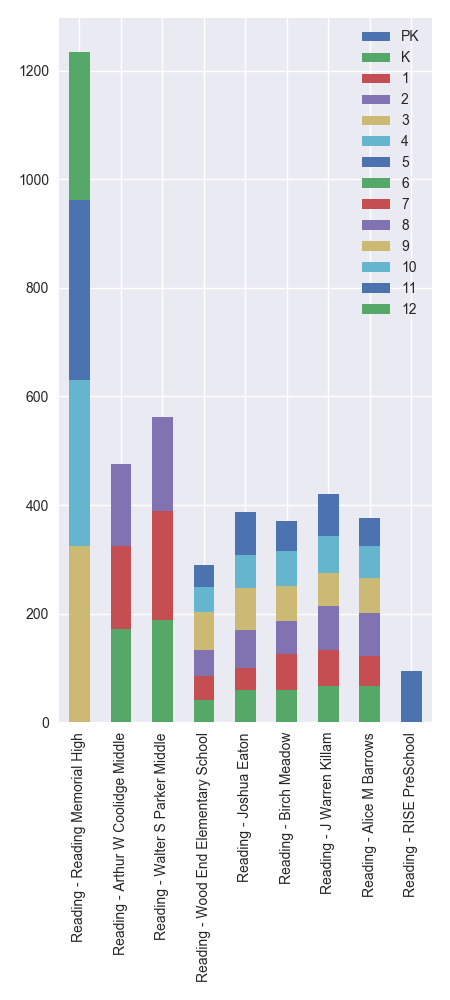 1200
1000
800
600
400
200
0
PK
K
1
2
3
4
5
6
7
8
9
10
11
12
Reading - Reading Memorial High
Reading - Arthur W Coolidge Middle
Reading - Walter S Parker Middle
Reading - Wood End Elementary School
Reading - Joshua Eaton
Reading - Birch Meadow
Reading - J Warren Killam
Reading - Alice M Barrows
Reading - RISE PreSchool